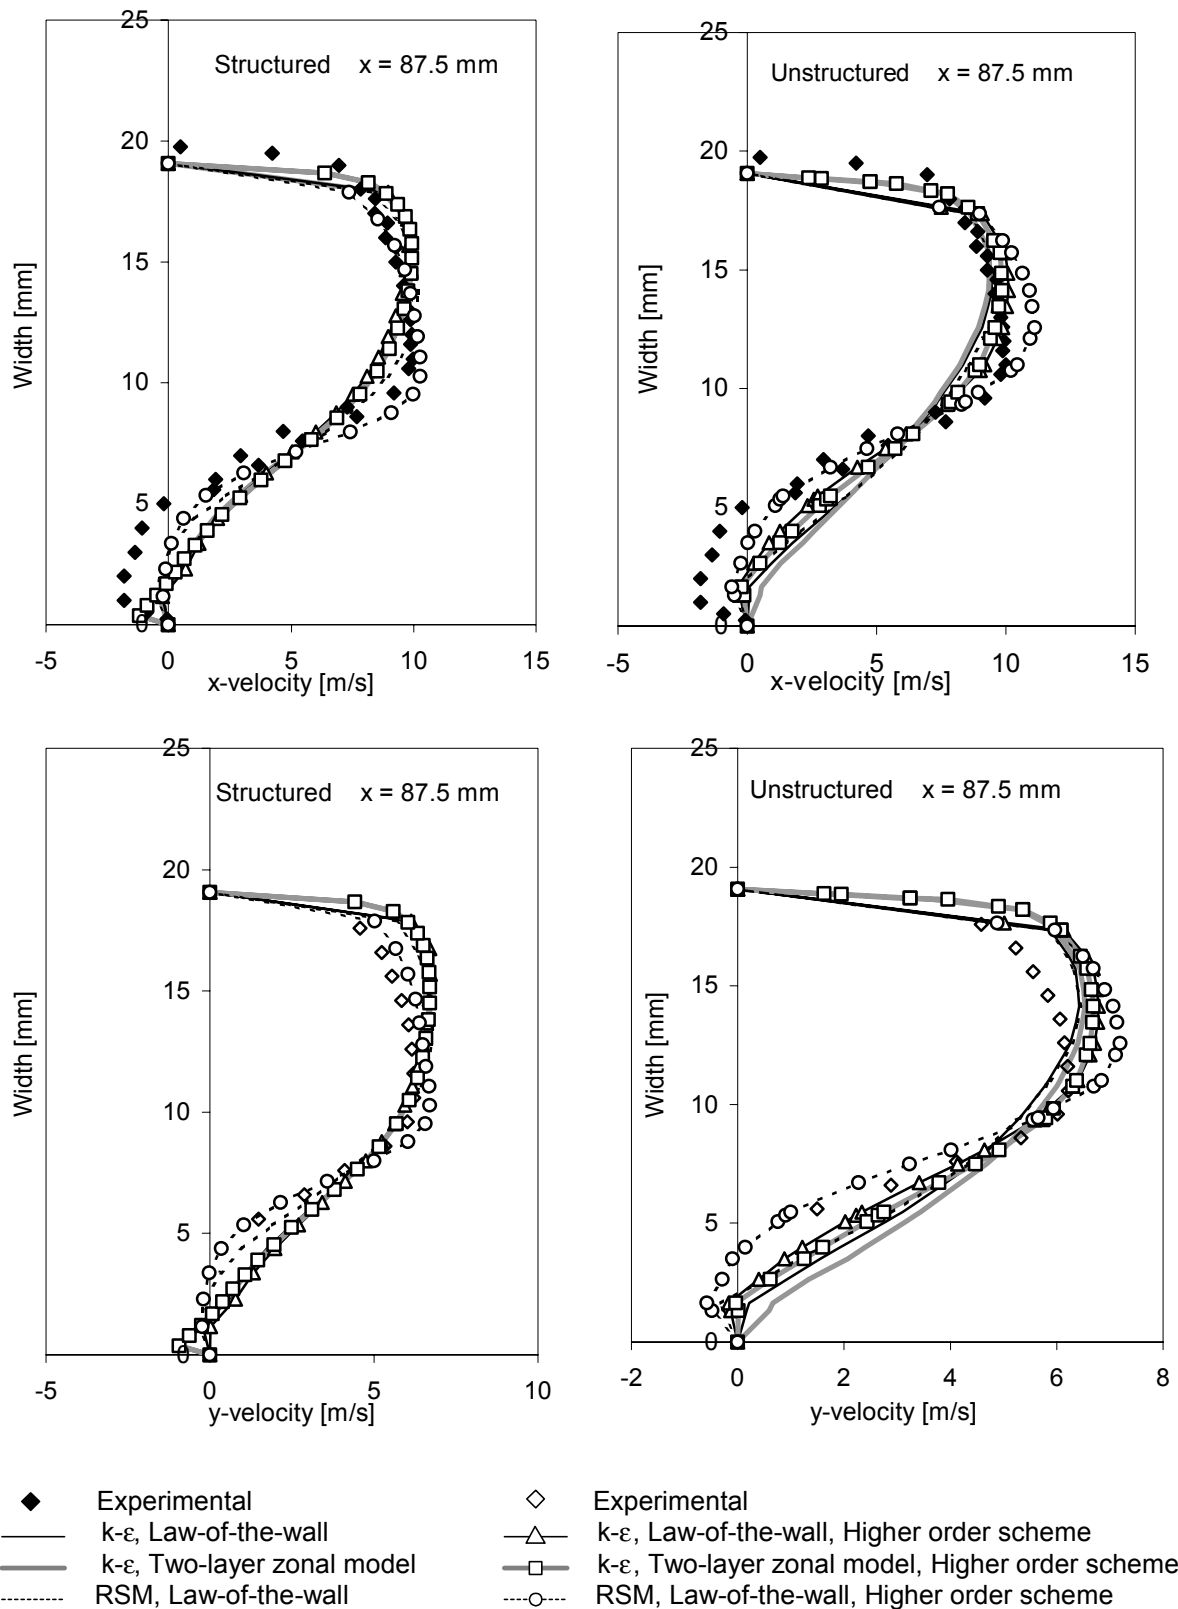 25
Structured x = 87.5 mm
20
15
10
5
0
Width [mm]
-5 0 5 10 15
x-velocity [m/s]
25
Unstructured x = 87.5 mm
20
15
10
5
0
Width [mm]
-5 0 5 10 15
x-velocity [m/s]
25
Structured x = 87.5 mm
20
15
10
5
0
Width [mm]
-5 0 5 10
y-velocity [m/s]
25
Unstructured x = 87.5 mm
20
15
10
5
0
Width [mm]
-2 0 2 4 6 8
y-velocity [m/s]
Experimental
k-ε, Law-of-the-wall
k-ε, Two-layer zonal model
RSM, Law-of-the-wall
Experimental
k-ε, Law-of-the-wall, Higher order scheme
k-ε, Two-layer zonal model, Higher order scheme
RSM, Law-of-the-wall, Higher order scheme